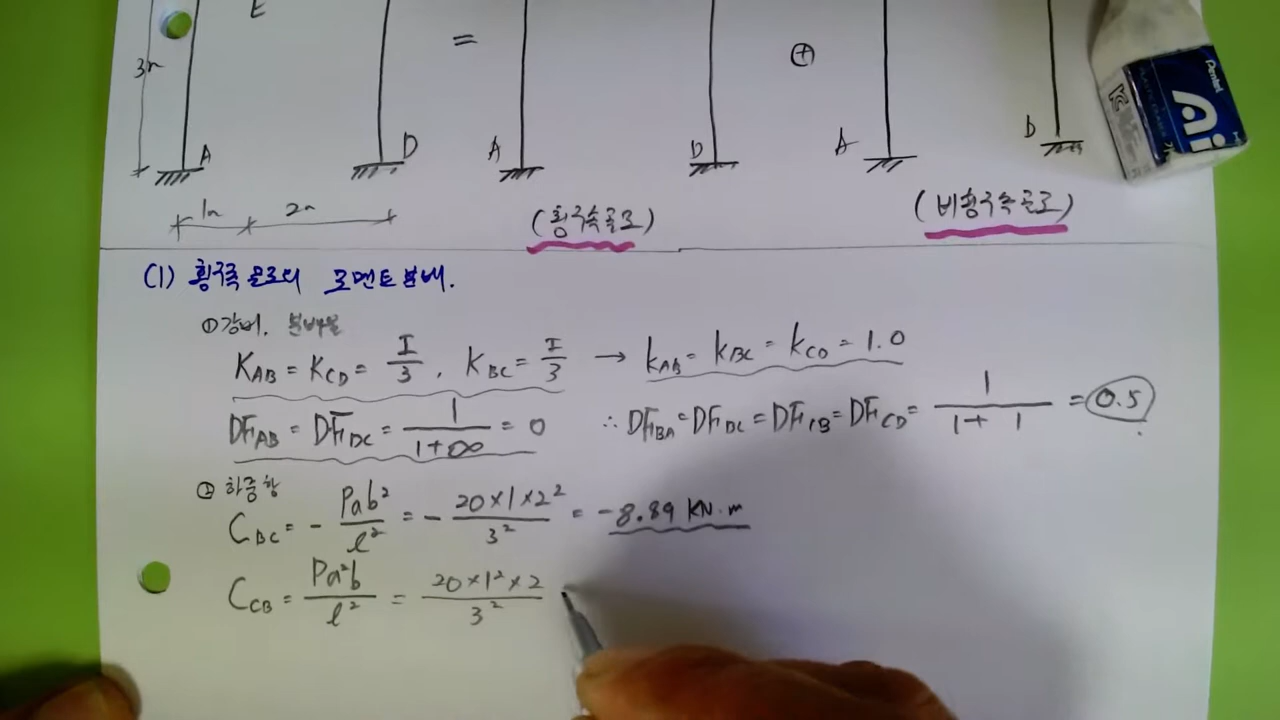 E
=
⊕
3m
A
D
A
D
A
D
1m
2m
(횡구속골조)
(비횡구속골조)
Pentel
Ai
(1) 횡구속 골조의 모멘트분배.
① 강비, 분배율
K_AB = K_CD = I/3 , K_BC = I/3 → k_AB = k_BC = k_CD = 1.0
DF_AB = DF_DC = 1/(1+∞) = 0 ∴ DF_BA = DF_DC = DF_CB = DF_CD = 1/(1+1) = 0.5
② 하중항
C_BC = - Pab²/l² = - 20×1×2²/3² = -8.89 KN·m
C_CB = Pa²b/l² = 20×1²×2/3²